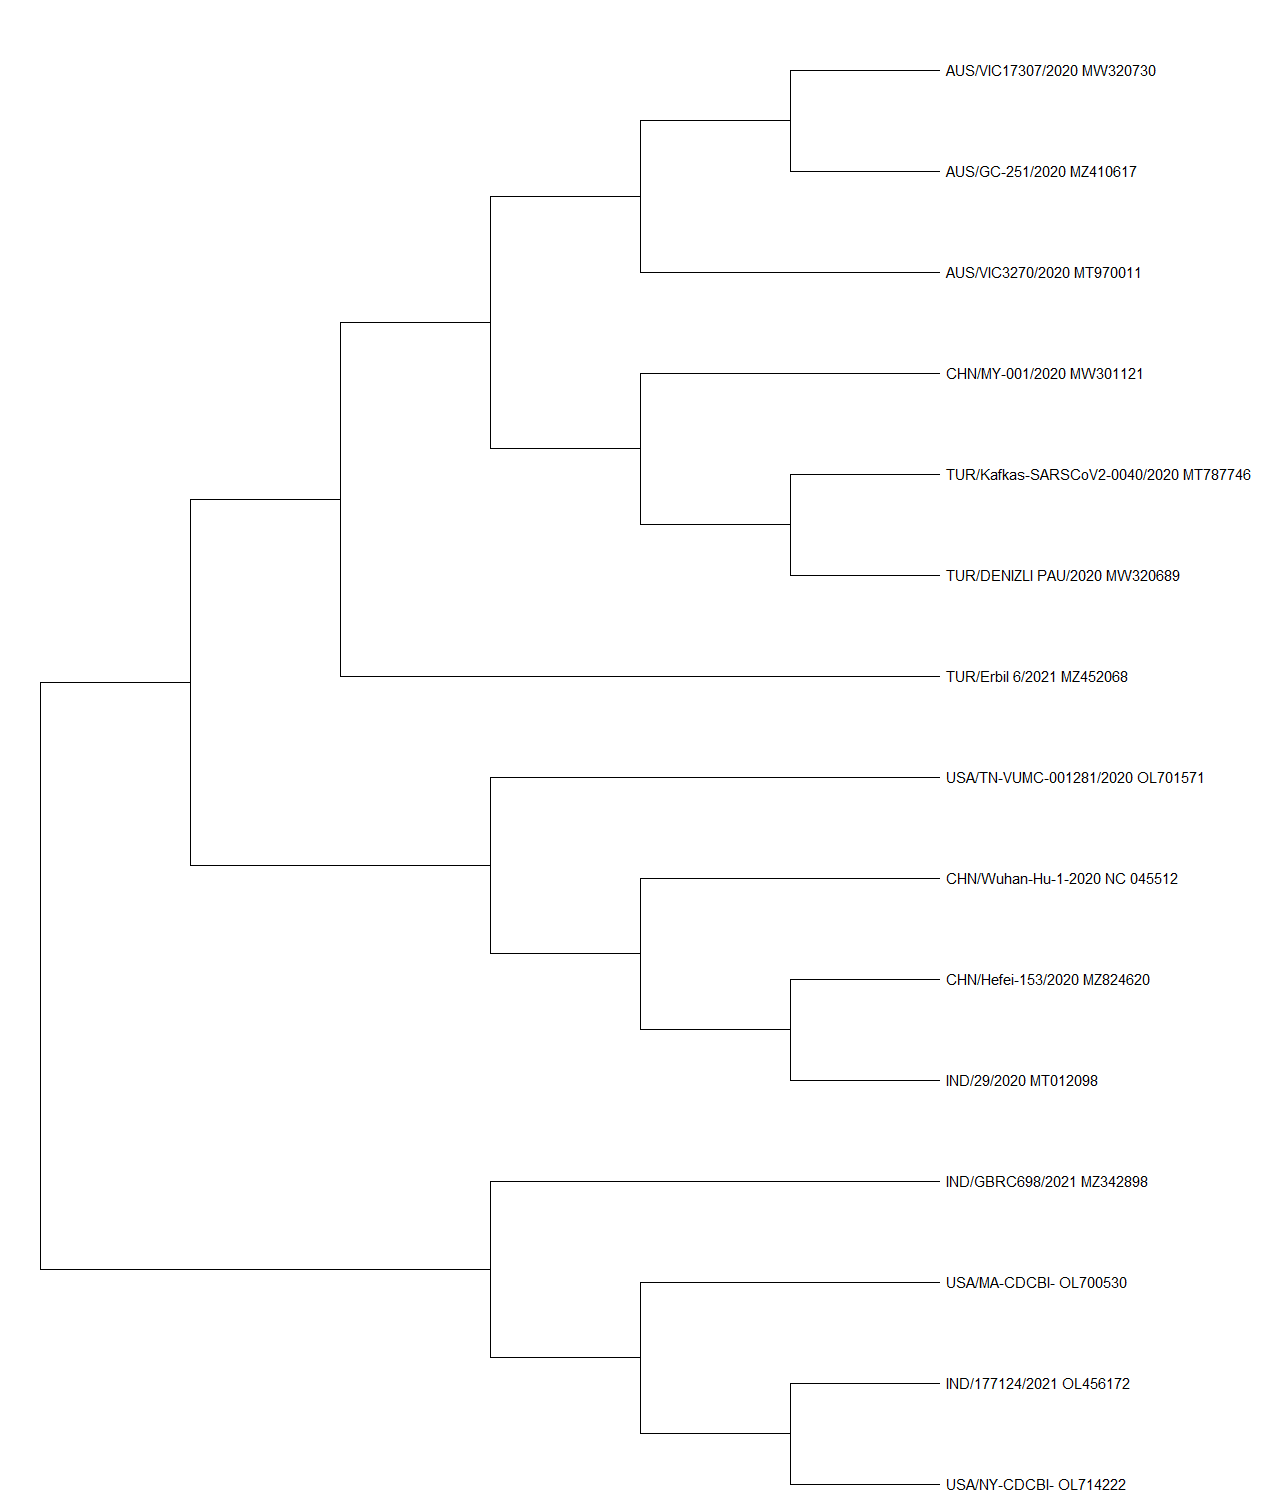 AUS/VIC17307/2020 MW320730
AUS/GC-251/2020 MZ410617
AUS/VIC3270/2020 MT970011
CHN/MY-001/2020 MW301121
TUR/Kafkas-SARSCoV2-0040/2020 MT787746
TUR/DENIZLI PAU/2020 MW320689
TUR/Erbil 6/2021 MZ452068
USA/TN-VUMC-001281/2020 OL701571
CHN/Wuhan-Hu-1-2020 NC 045512
CHN/Hefei-153/2020 MZ824620
IND/29/2020 MT012098
IND/GBRC698/2021 MZ342898
USA/MA-CDCBI- OL700530
IND/177124/2021 OL456172
USA/NY-CDCBI- OL714222